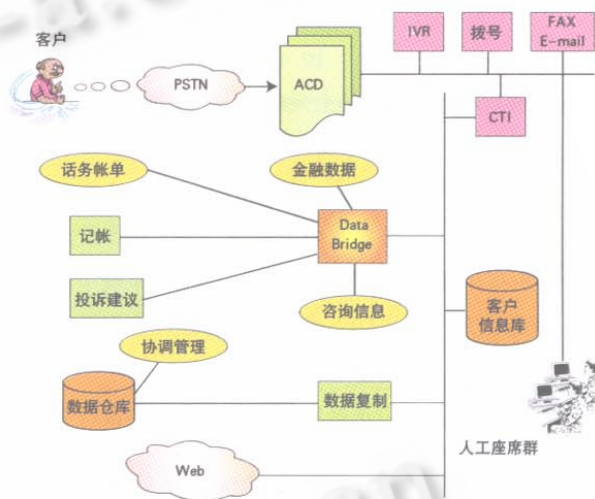 客户
PSTN
ACD
IVR
拨号
FAX
E-mail
CTI
话务帐单
金融数据
记帐
Data
Bridge
投诉建议
咨询信息
客户
信息库
协调管理
数据仓库
数据复制
人工座席群
Web